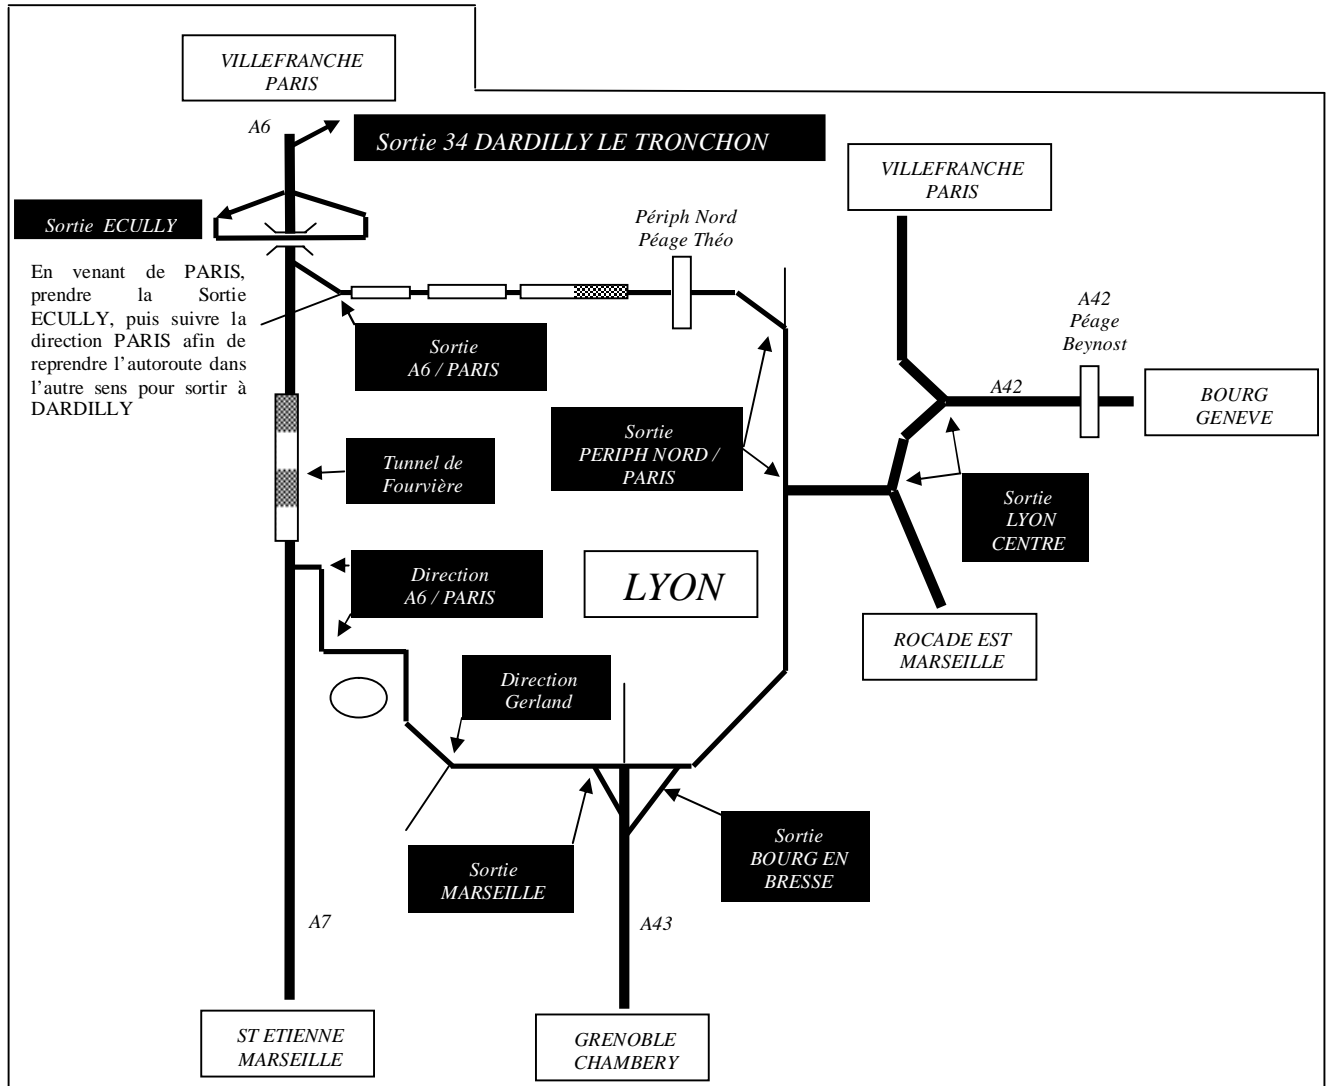 VILLEFRANCHE
PARIS
A6
Sortie 34 DARDILLY LE TRONCHON
VILLEFRANCHE
PARIS
Sortie ECULLY
Périph Nord
Péage Théo
En venant de PARIS,
prendre la Sortie
ECULLY, puis suivre la
direction PARIS afin de
reprendre l'autoroute dans
l'autre sens pour sortir à
DARDILLY
A42
Péage
Beynost
Sortie
A6 / PARIS
A42
BOURG
GENEVE
Sortie
PERIPH NORD /
PARIS
Tunnel de
Fourvière
Sortie
LYON
CENTRE
Direction
A6 / PARIS
LYON
ROCADE EST
MARSEILLE
Direction
Gerland
Sortie
BOURG EN
BRESSE
Sortie
MARSEILLE
A7
A43
ST ETIENNE
MARSEILLE
GRENOBLE
CHAMBERY